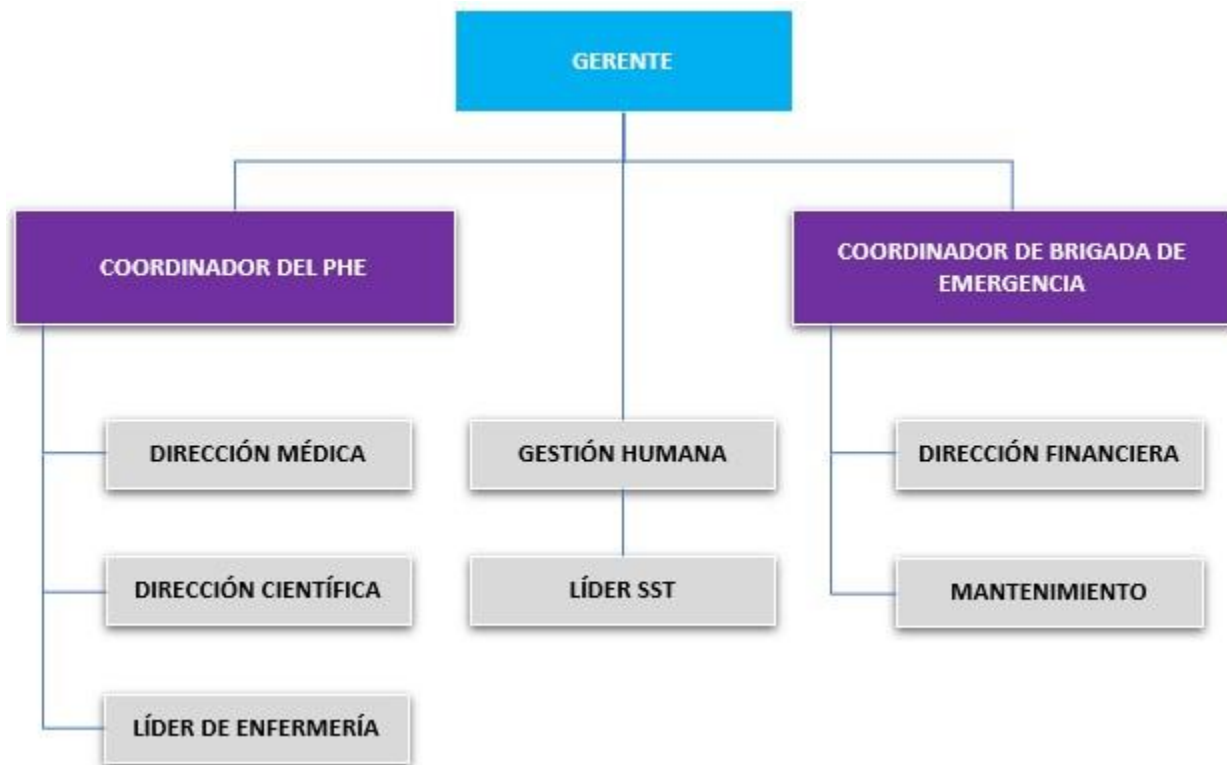 GERENTE
COORDINADOR DEL PHE
COORDINADOR DE BRIGADA DE
EMERGENCIA
DIRECCIÓN MÉDICA
GESTIÓN HUMANA
DIRECCIÓN FINANCIERA
DIRECCIÓN CIENTÍFICA
LÍDER SST
MANTENIMIENTO
LÍDER DE ENFERMERÍA